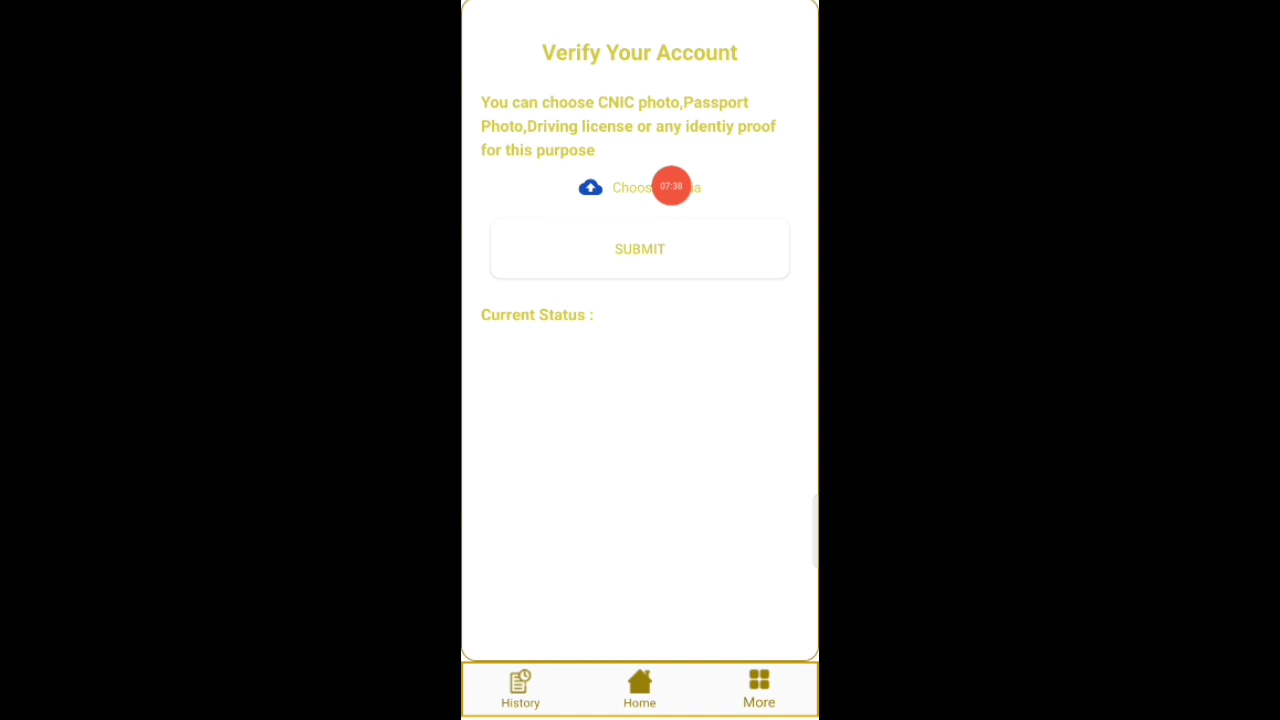 Verify Your Account
You can choose CNIC photo,Passport
Photo,Driving license or any identiy proof
for this purpose
07:38
SUBMIT
Current Status :
History
Home
More